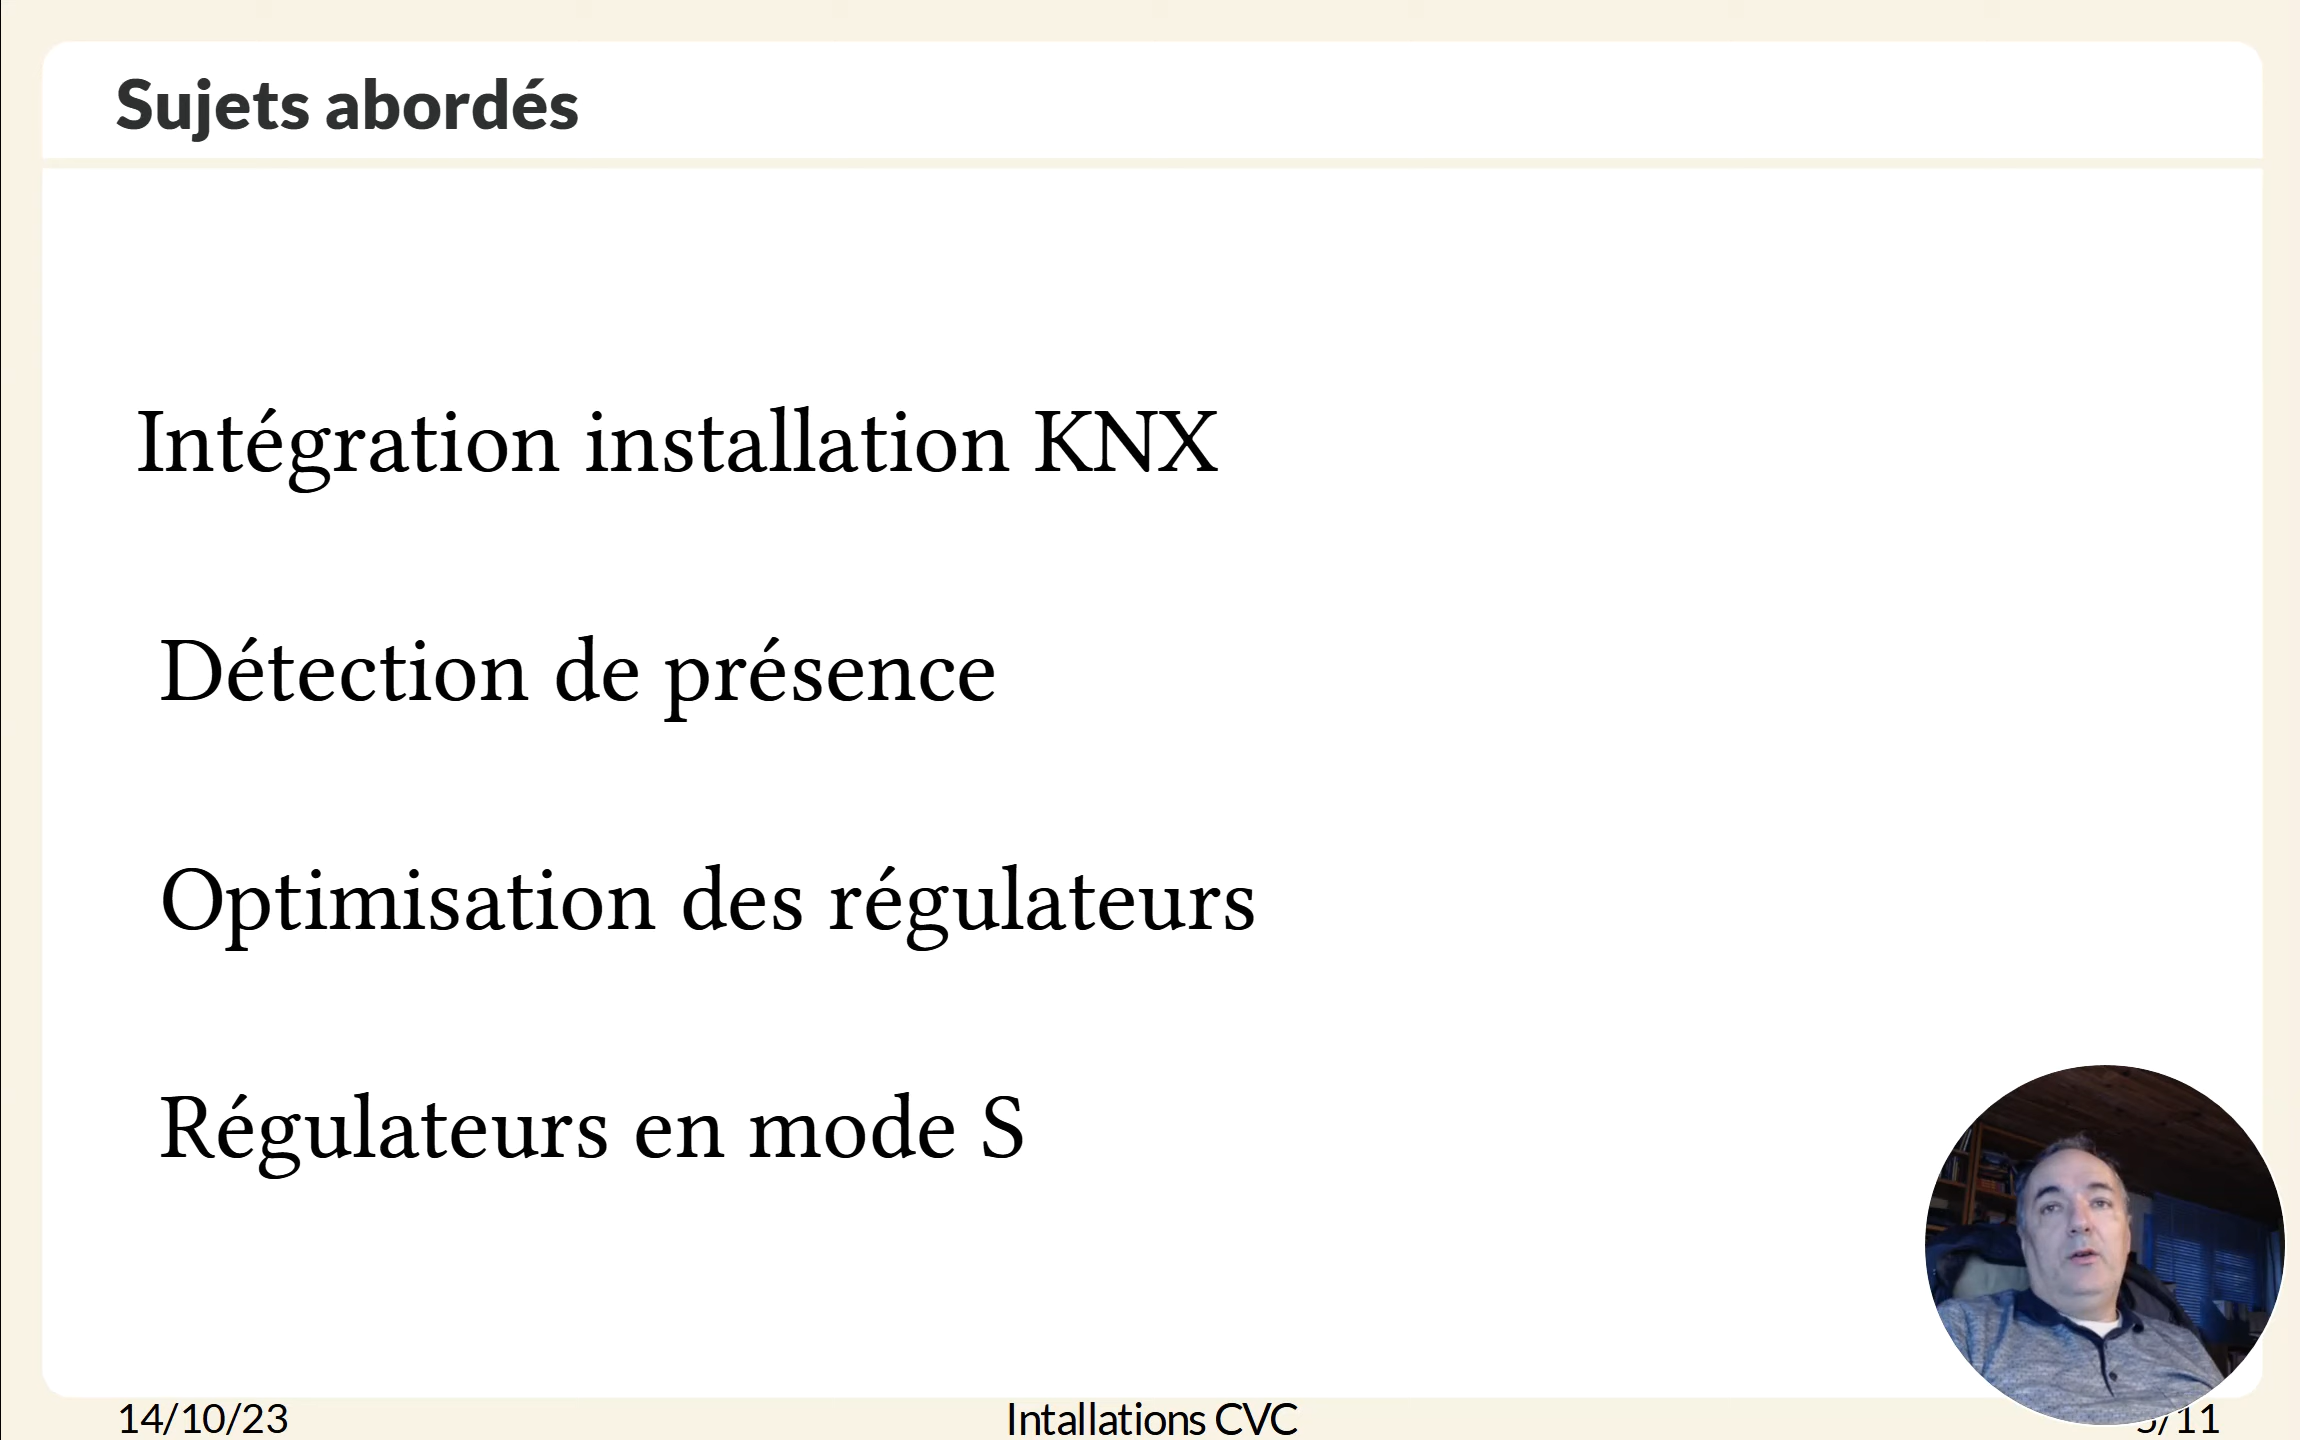 Sujets abordés
Intégration installation KNX
Détection de présence
Optimisation des régulateurs
Régulateurs en mode S
14/10/23
Intallations CVC
/11